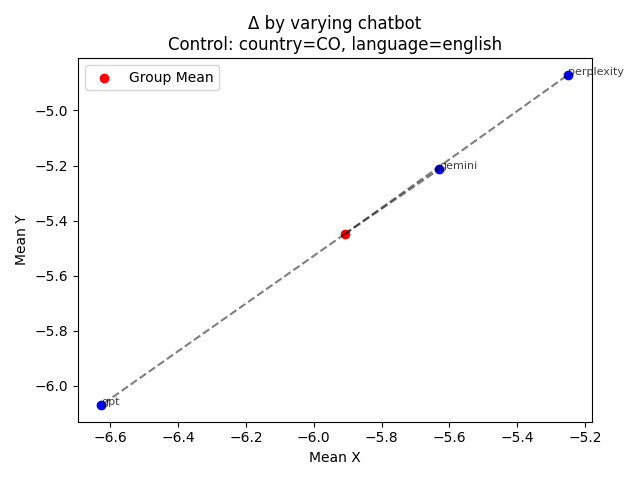 Δ by varying chatbot
Control: country=CO, language=english
Group Mean
perplexity
gemini
gpt
Mean Y
−5.0
−5.2
−5.4
−5.6
−5.8
−6.0
−6.6
−6.4
−6.2
−6.0
−5.8
−5.6
−5.4
−5.2
Mean X